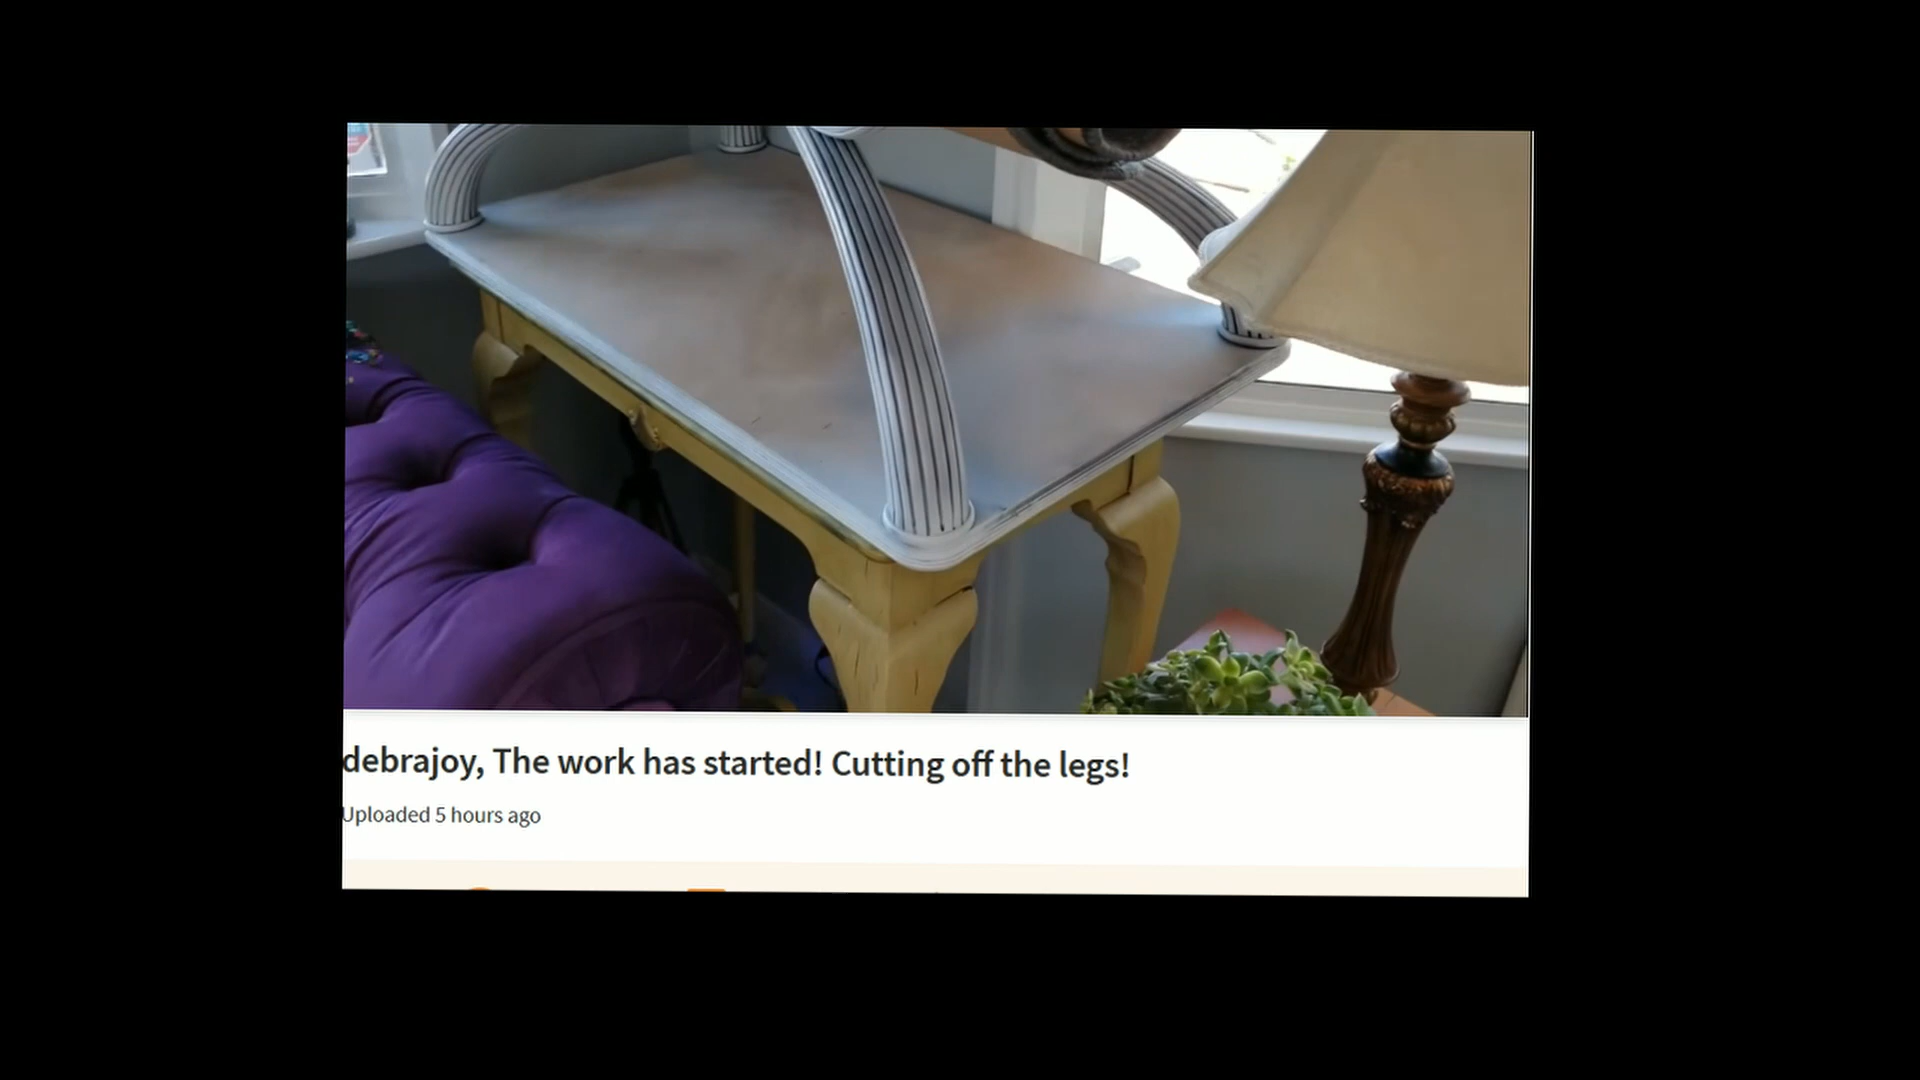 debrajoy, The work has started! Cutting off the legs!
Uploaded 5 hours ago